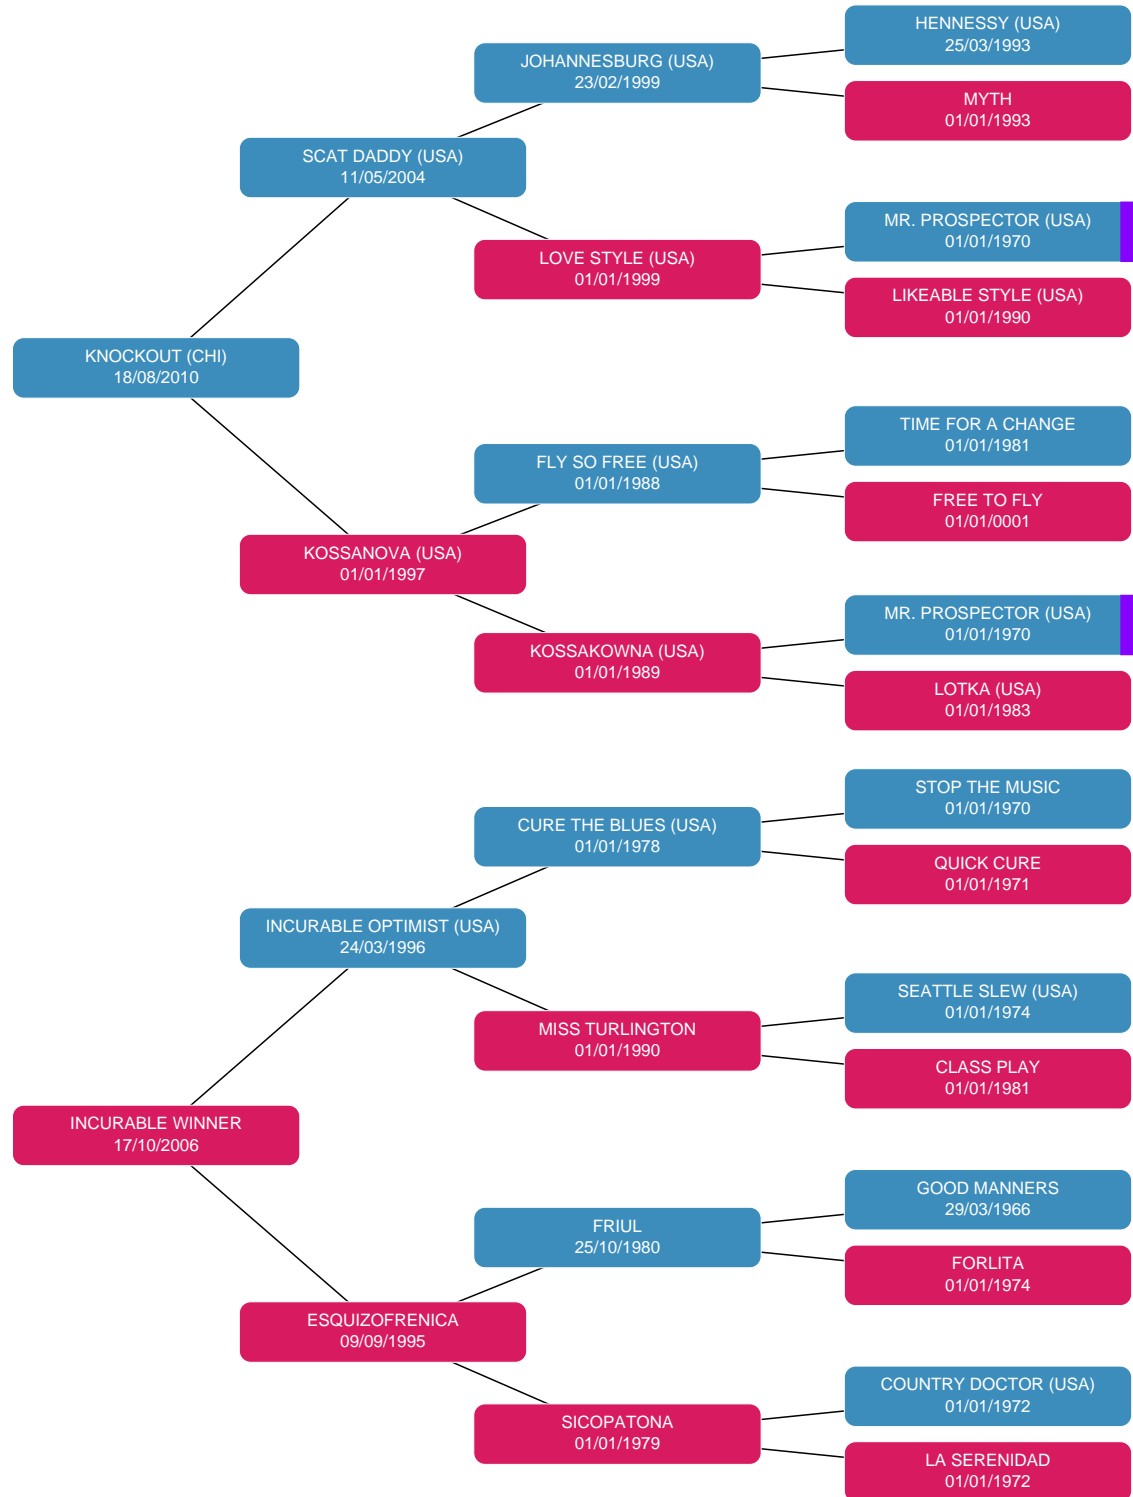 HENNESSY (USA)
25/03/1993
JOHANNESBURG (USA)
23/02/1999
MYTH
01/01/1993
SCAT DADDY (USA)
11/05/2004
MR. PROSPECTOR (USA)
01/01/1970
LOVE STYLE (USA)
01/01/1999
LIKEABLE STYLE (USA)
01/01/1990
KNOCKOUT (CHI)
18/08/2010
TIME FOR A CHANGE
01/01/1981
FLY SO FREE (USA)
01/01/1988
FREE TO FLY
01/01/0001
KOSSANOVA (USA)
01/01/1997
MR. PROSPECTOR (USA)
01/01/1970
KOSSAKOWNA (USA)
01/01/1989
LOTKA (USA)
01/01/1983
STOP THE MUSIC
01/01/1970
CURE THE BLUES (USA)
01/01/1978
QUICK CURE
01/01/1971
INCURABLE OPTIMIST (USA)
24/03/1996
SEATTLE SLEW (USA)
01/01/1974
MISS TURLINGTON
01/01/1990
CLASS PLAY
01/01/1981
INCURABLE WINNER
17/10/2006
GOOD MANNERS
29/03/1966
FRIUL
25/10/1980
FORLITA
01/01/1974
ESQUIZOFRENICA
09/09/1995
COUNTRY DOCTOR (USA)
01/01/1972
SICOPATONA
01/01/1979
LA SERENIDAD
01/01/1972